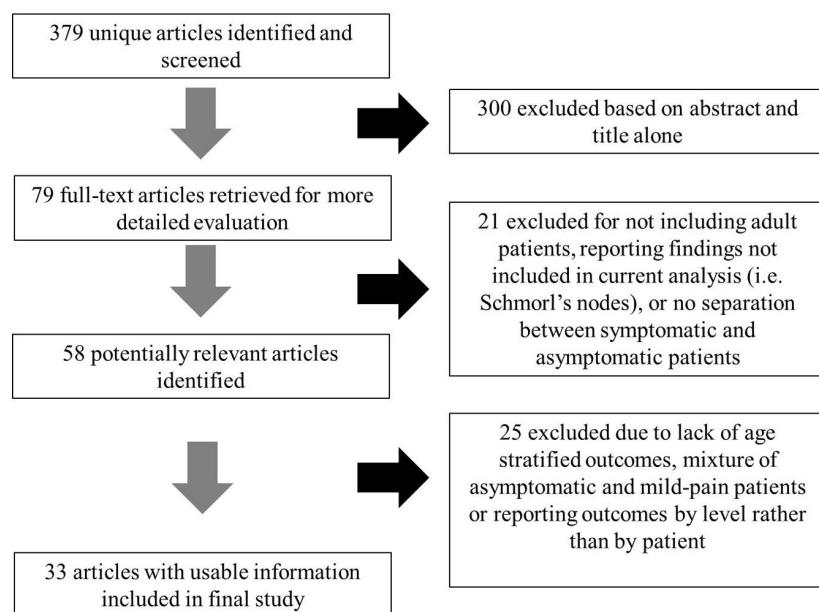 379 unique articles identified and
screened
300 excluded based on abstract and
title alone
79 full-text articles retrieved for more
detailed evaluation
21 excluded for not including adult
patients, reporting findings not
included in current analysis (i.e.
Schmorl's nodes), or no separation
between symptomatic and
asymptomatic patients
58 potentially relevant articles
identified
25 excluded due to lack of age
stratified outcomes, mixture of
asymptomatic and mild-pain patients
or reporting outcomes by level rather
than by patient
33 articles with usable information
included in final study